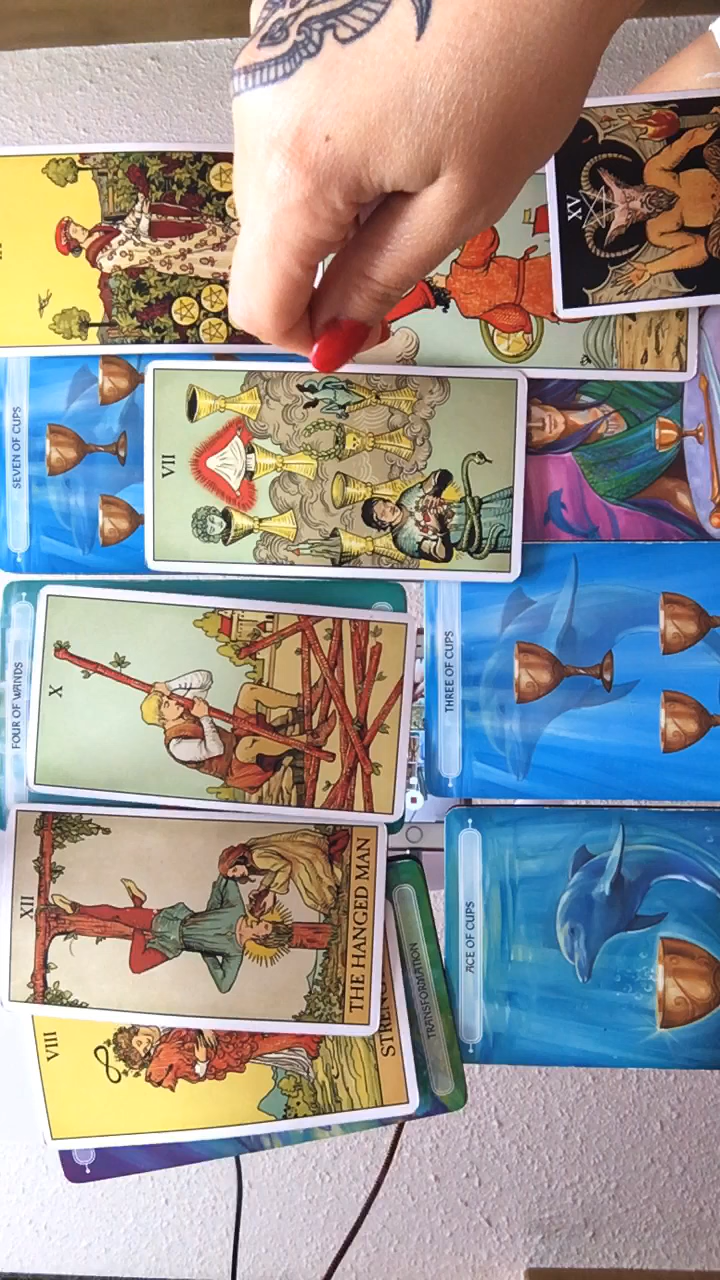 XV
SEVEN OF CUPS
VII
FOUR OF WANDS
X
THREE OF CUPS
XII
THE HANGED MAN
ACE OF CUPS
TRANSFORMATION
VIII
STRENG